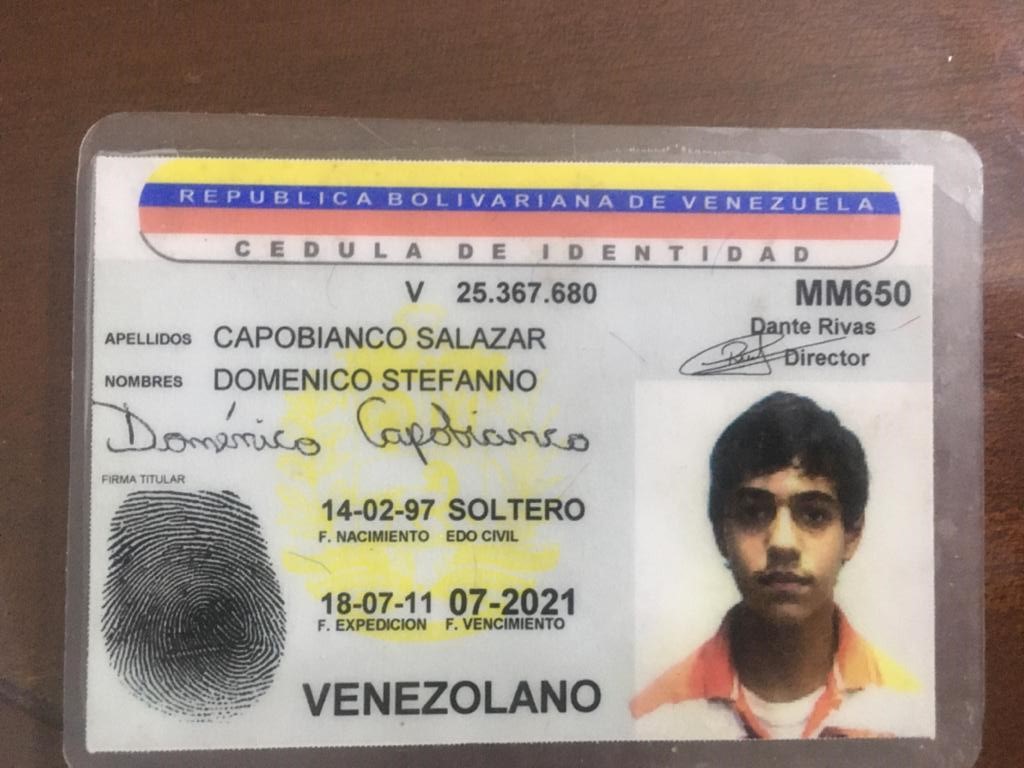 REPUBLICA BOLIVARIANA DE VENEZUELA
CEDULA DE IDENTIDAD
V 25.367.680 MM650
Dante Rivas
Director
APELLIDOS CAPOBIANCO SALAZAR
NOMBRES DOMENICO STEFANNO
Doménico Capobianco
FIRMA TITULAR
14-02-97 SOLTERO
F. NACIMIENTO EDO CIVIL
18-07-11 07-2021
F. EXPEDICION F. VENCIMIENTO
VENEZOLANO